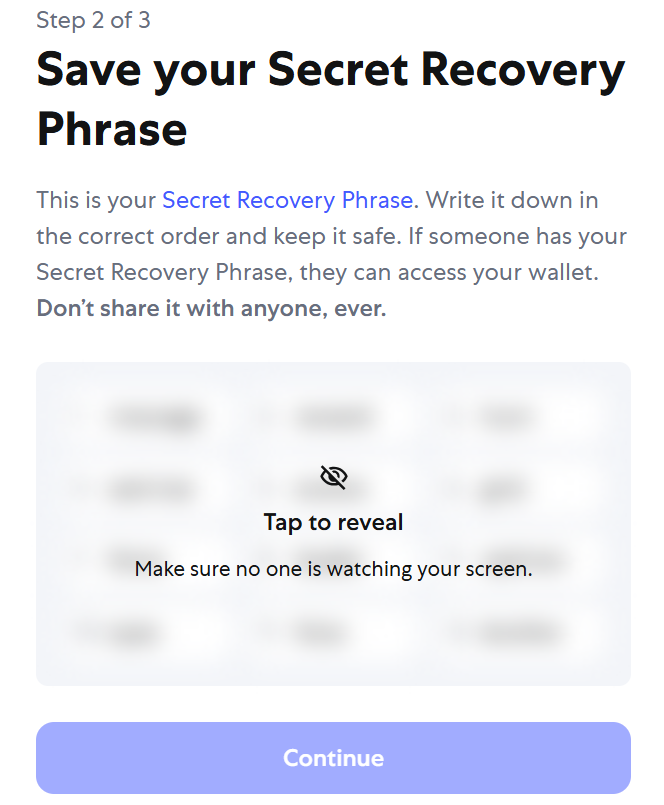 Step 2 of 3
Save your Secret Recovery
Phrase
This is your Secret Recovery Phrase. Write it down in
the correct order and keep it safe. If someone has your
Secret Recovery Phrase, they can access your wallet.
Don’t share it with anyone, ever.
Tap to reveal
Make sure no one is watching your screen.
Continue